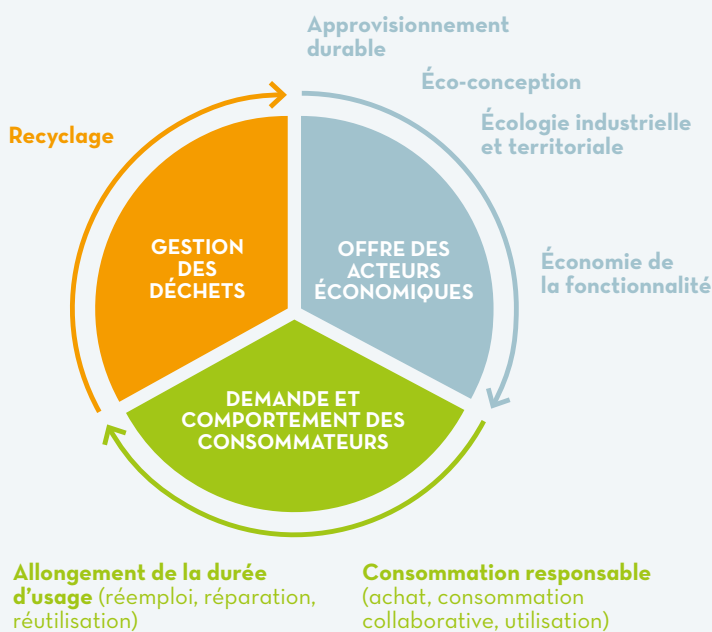 Approvisionnement
durable
Éco-conception
Écologie industrielle
et territoriale
Économie de
la fonctionnalité
Recyclage
GESTION
DES
DÉCHETS
OFFRE DES
ACTEURS
ÉCONOMIQUES
DEMANDE ET
COMPORTEMENT DES
CONSOMMATEURS
Allongement de la durée
d'usage (réemploi, réparation,
réutilisation)
Consommation responsable
(achat, consommation
collaborative, utilisation)